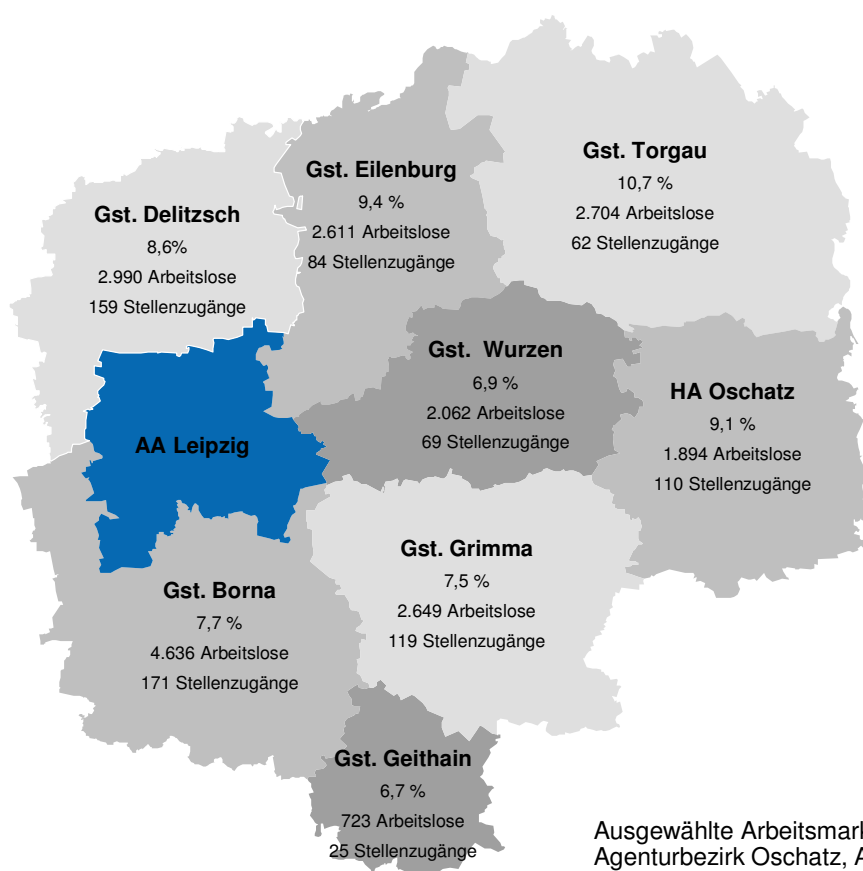 Gst. Torgau
10,7 %
2.704 Arbeitslose
62 Stellenzugänge
Gst. Eilenburg
9,4 %
2.611 Arbeitslose
84 Stellenzugänge
Gst. Delitzsch
8,6%
2.990 Arbeitslose
159 Stellenzugänge
Gst. Wurzen
6,9 %
2.062 Arbeitslose
69 Stellenzugänge
HA Oschatz
9,1 %
1.894 Arbeitslose
110 Stellenzugänge
AA Leipzig
Gst. Grimma
7,5 %
2.649 Arbeitslose
119 Stellenzugänge
Gst. Borna
7,7 %
4.636 Arbeitslose
171 Stellenzugänge
Gst. Geithain
6,7 %
723 Arbeitslose
25 Stellenzugänge
Ausgewählte Arbeitsmark
Agenturbezirk Oschatz, A